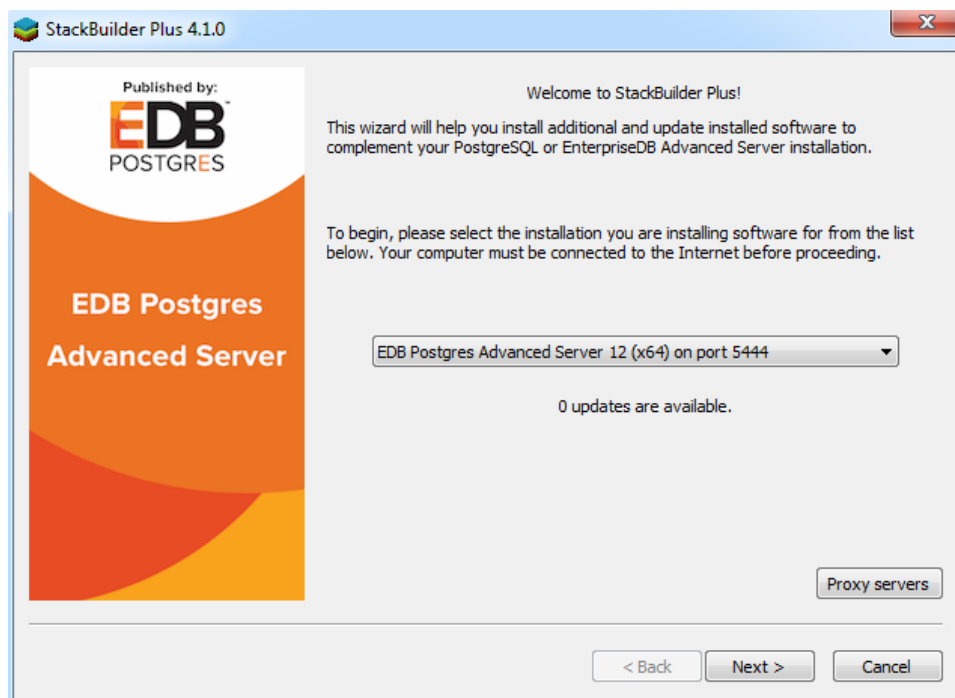 StackBuilder Plus 4.1.0
Published by:
EDB™
POSTGRES
EDB Postgres
Advanced Server
Welcome to StackBuilder Plus!
This wizard will help you install additional and update installed software to
complement your PostgreSQL or EnterpriseDB Advanced Server installation.
To begin, please select the installation you are installing software for from the list
below. Your computer must be connected to the Internet before proceeding.
EDB Postgres Advanced Server 12 (x64) on port 5444
0 updates are available.
Proxy servers
< Back Next > Cancel